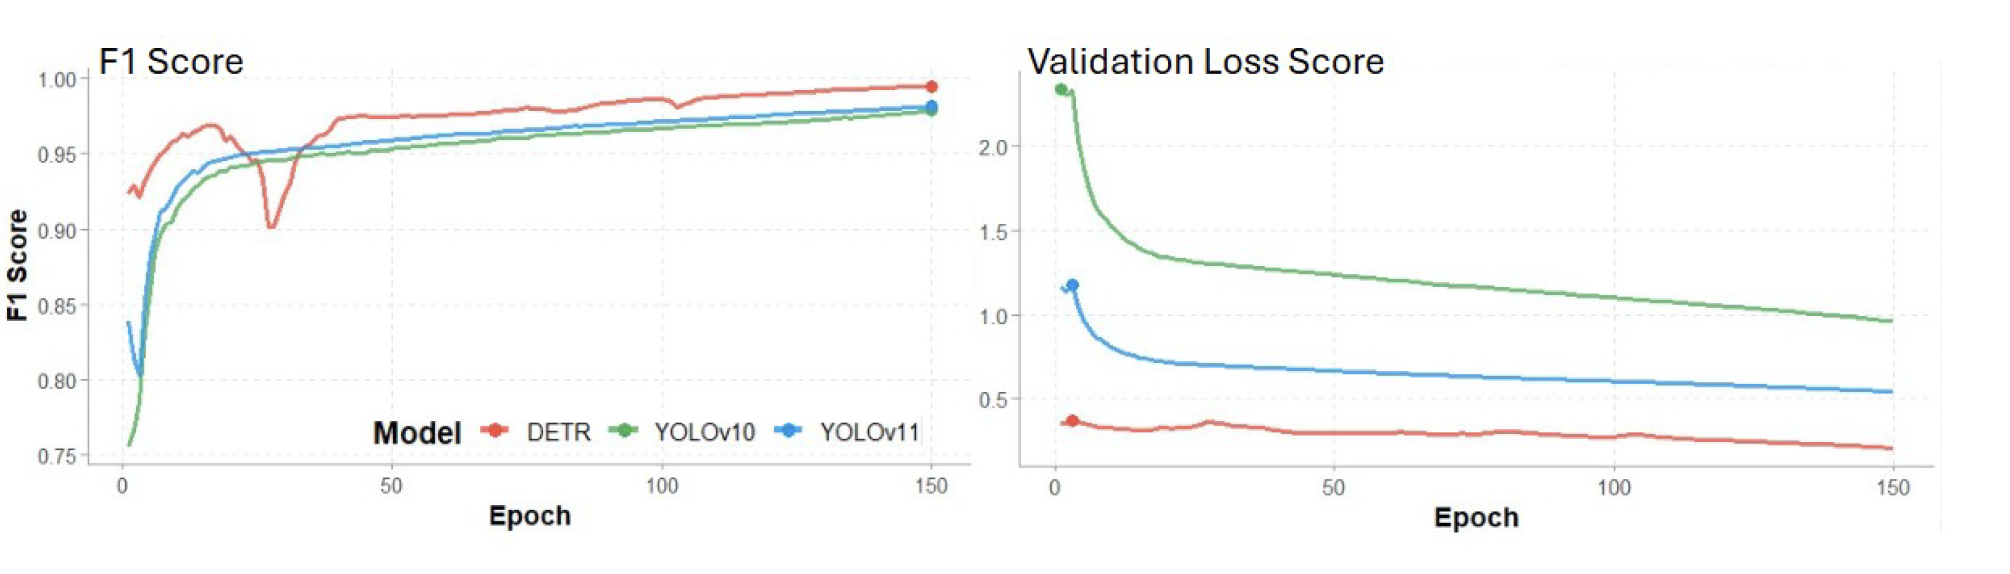 F1 Score
1.00
0.95
0.90
0.85
0.80
0.75
F1 Score
Model DETR YOLOv10 YOLOv11
0 50 100 150
Epoch
Validation Loss Score
2.0
1.5
1.0
0.5
0 50 100 150
Epoch